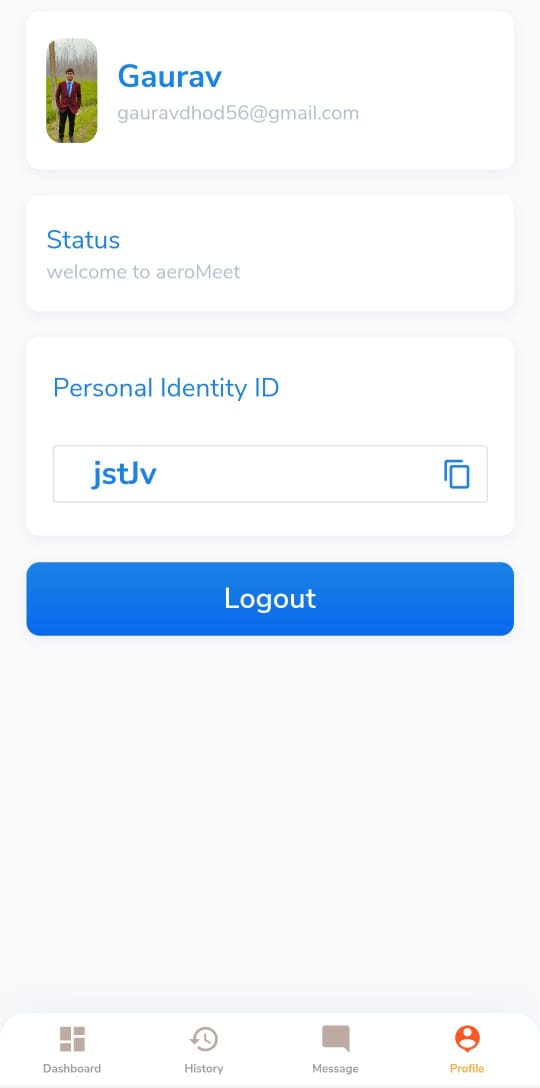 Gaurav
gauravdhod56@gmail.com
Status
welcome to aeroMeet
Personal Identity ID
jstJv
Logout
Dashboard
History
Message
Profile